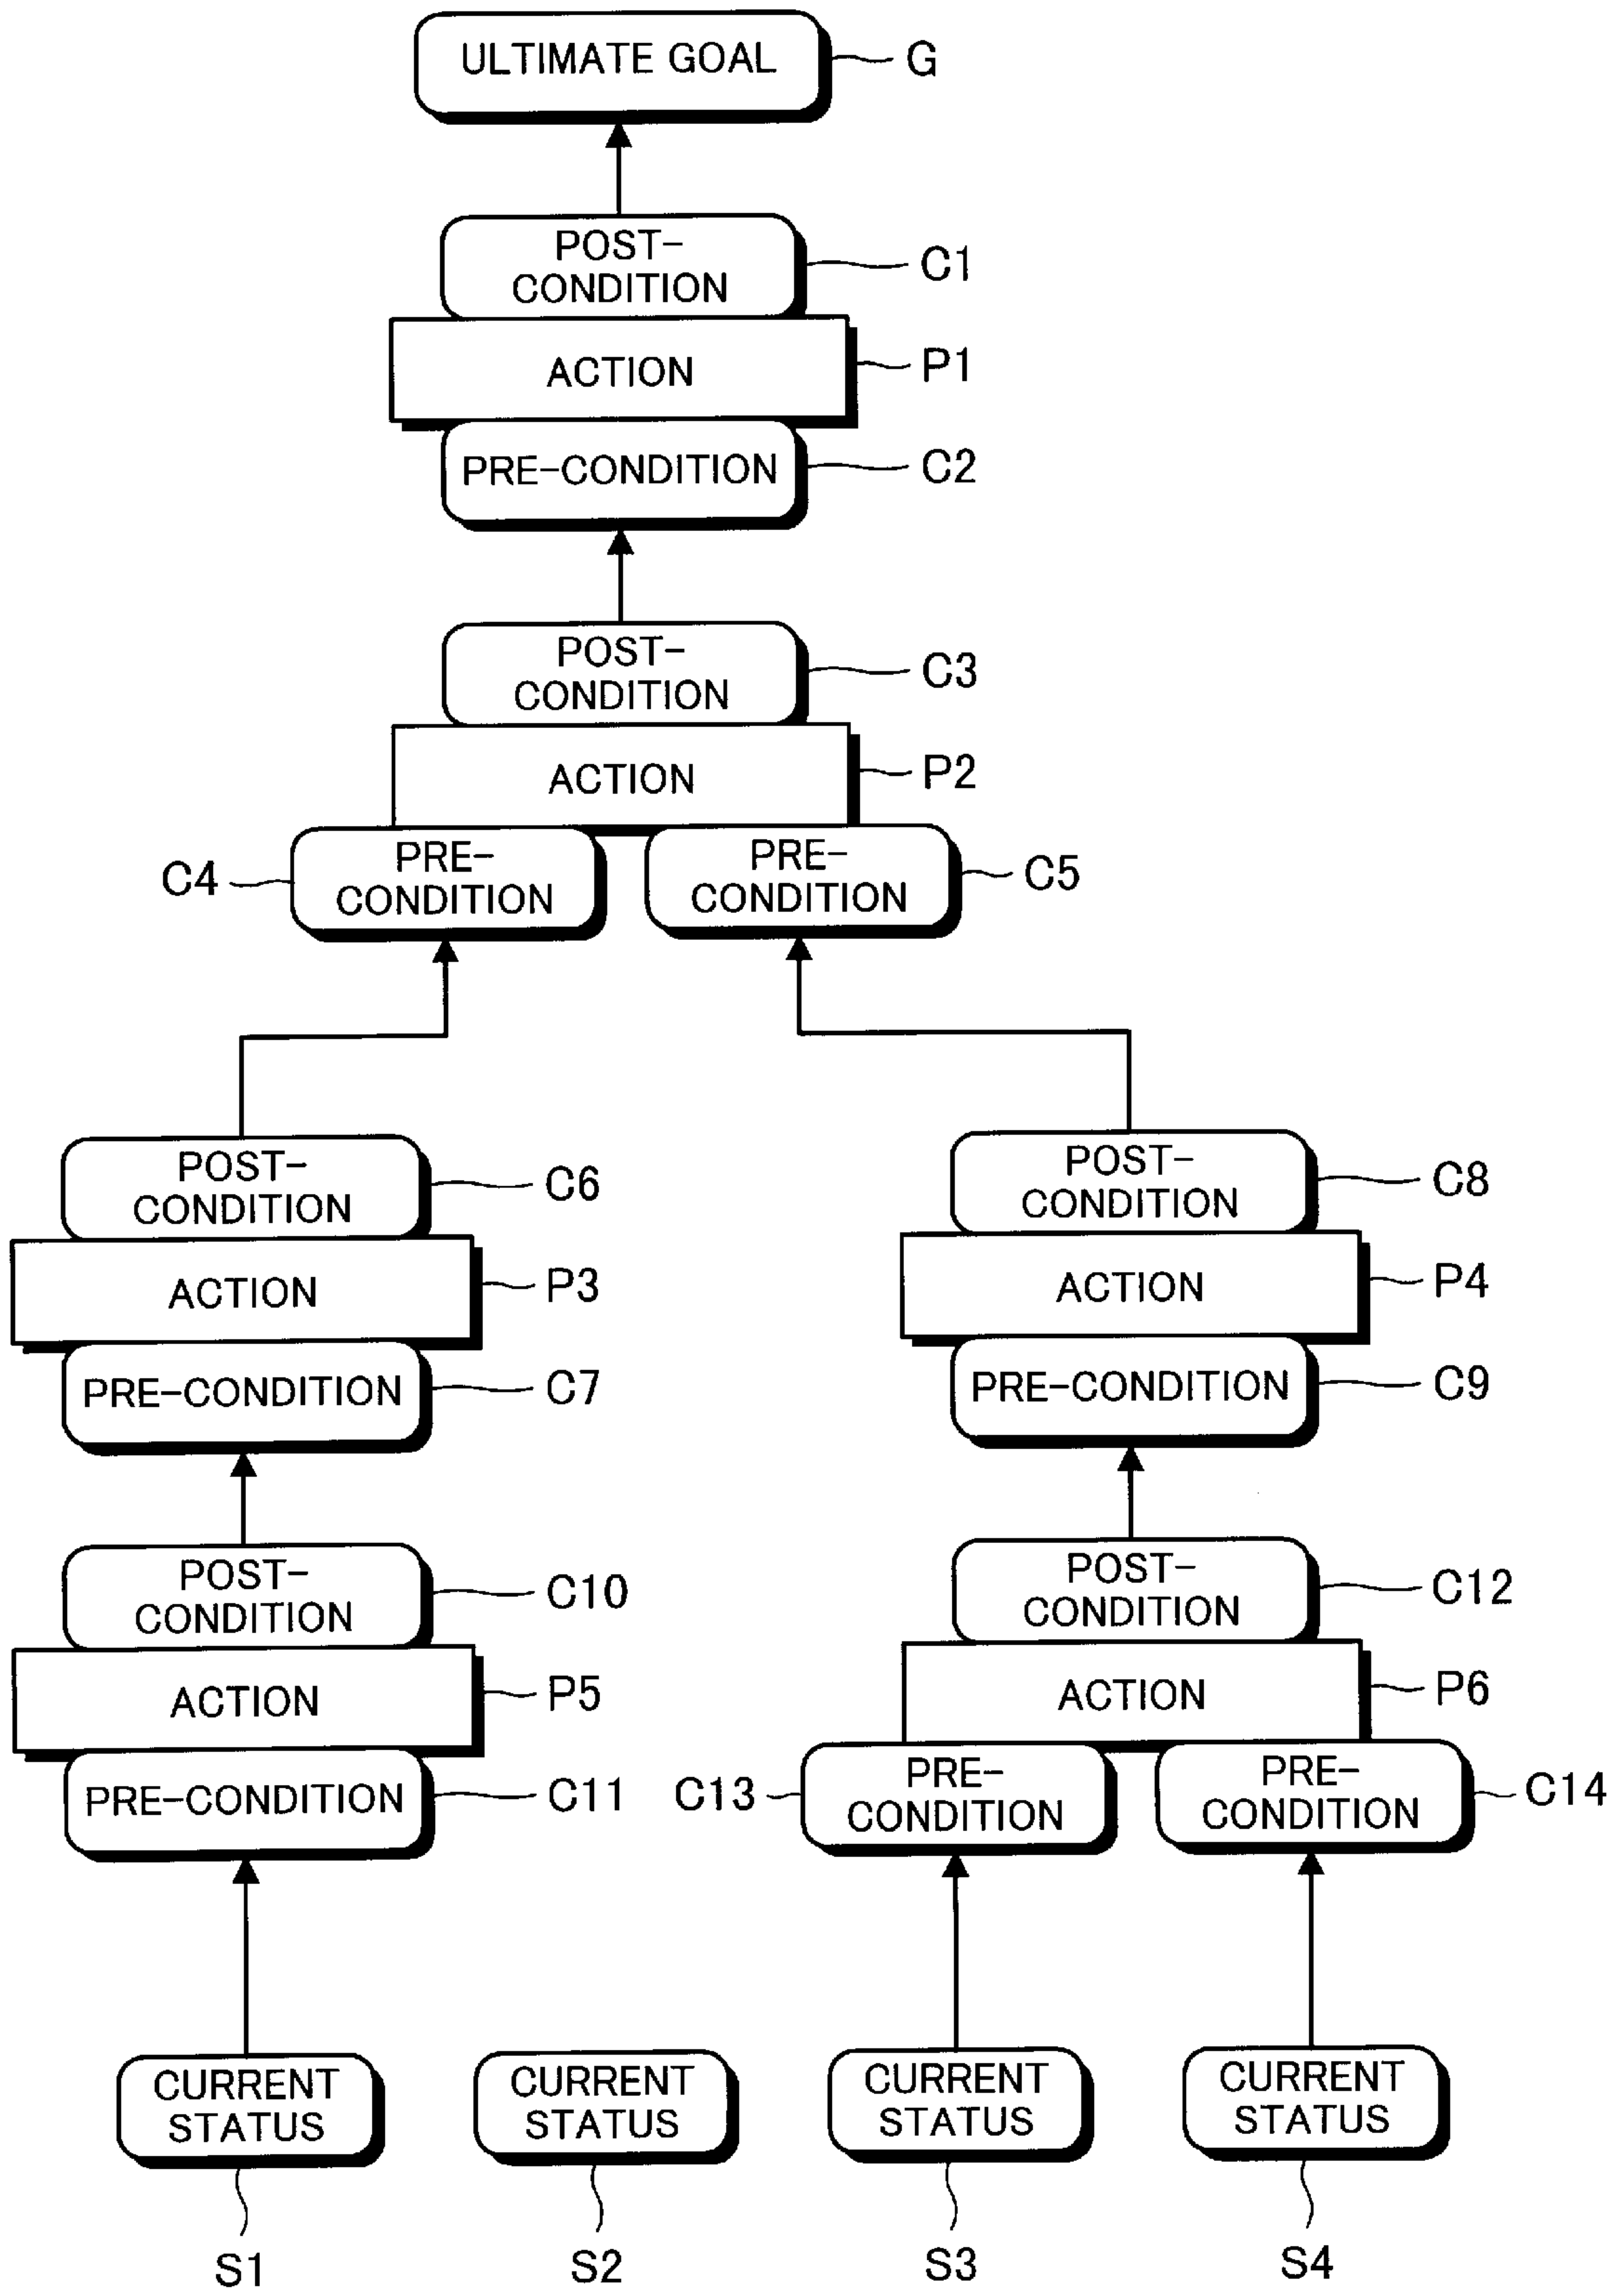 ULTIMATE GOAL
G
POST-
CONDITION
C1
ACTION
P1
PRE-CONDITION
C2
POST-
CONDITION
C3
ACTION
P2
C4
PRE-
CONDITION
PRE-
CONDITION
C5
POST-
CONDITION
C6
POST-
CONDITION
C8
ACTION
P3
ACTION
P4
PRE-CONDITION
C7
PRE-CONDITION
C9
POST-
CONDITION
C10
POST-
CONDITION
C12
ACTION
P5
ACTION
P6
PRE-CONDITION
C11
C13
PRE-
CONDITION
PRE-
CONDITION
C14
CURRENT
STATUS
CURRENT
STATUS
CURRENT
STATUS
CURRENT
STATUS
S1
S2
S3
S4